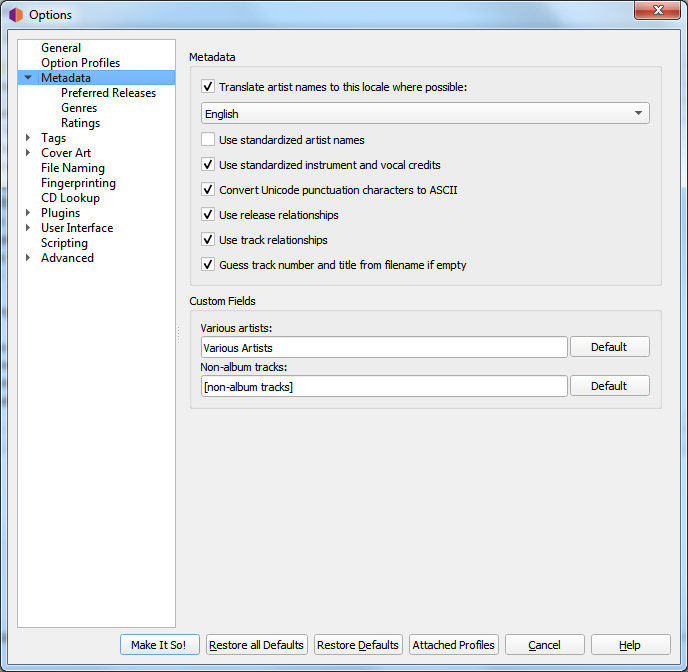 Options
General
Option Profiles
Metadata
Preferred Releases
Genres
Ratings
Tags
Cover Art
File Naming
Fingerprinting
CD Lookup
Plugins
User Interface
Scripting
Advanced
Metadata
Translate artist names to this locale where possible:
English
Use standardized artist names
Use standardized instrument and vocal credits
Convert Unicode punctuation characters to ASCII
Use release relationships
Use track relationships
Guess track number and title from filename if empty
Custom Fields
Various artists:
Various Artists Default
Non-album tracks:
[non-album tracks] Default
Make It So! Restore all Defaults Restore Defaults Attached Profiles Cancel Help